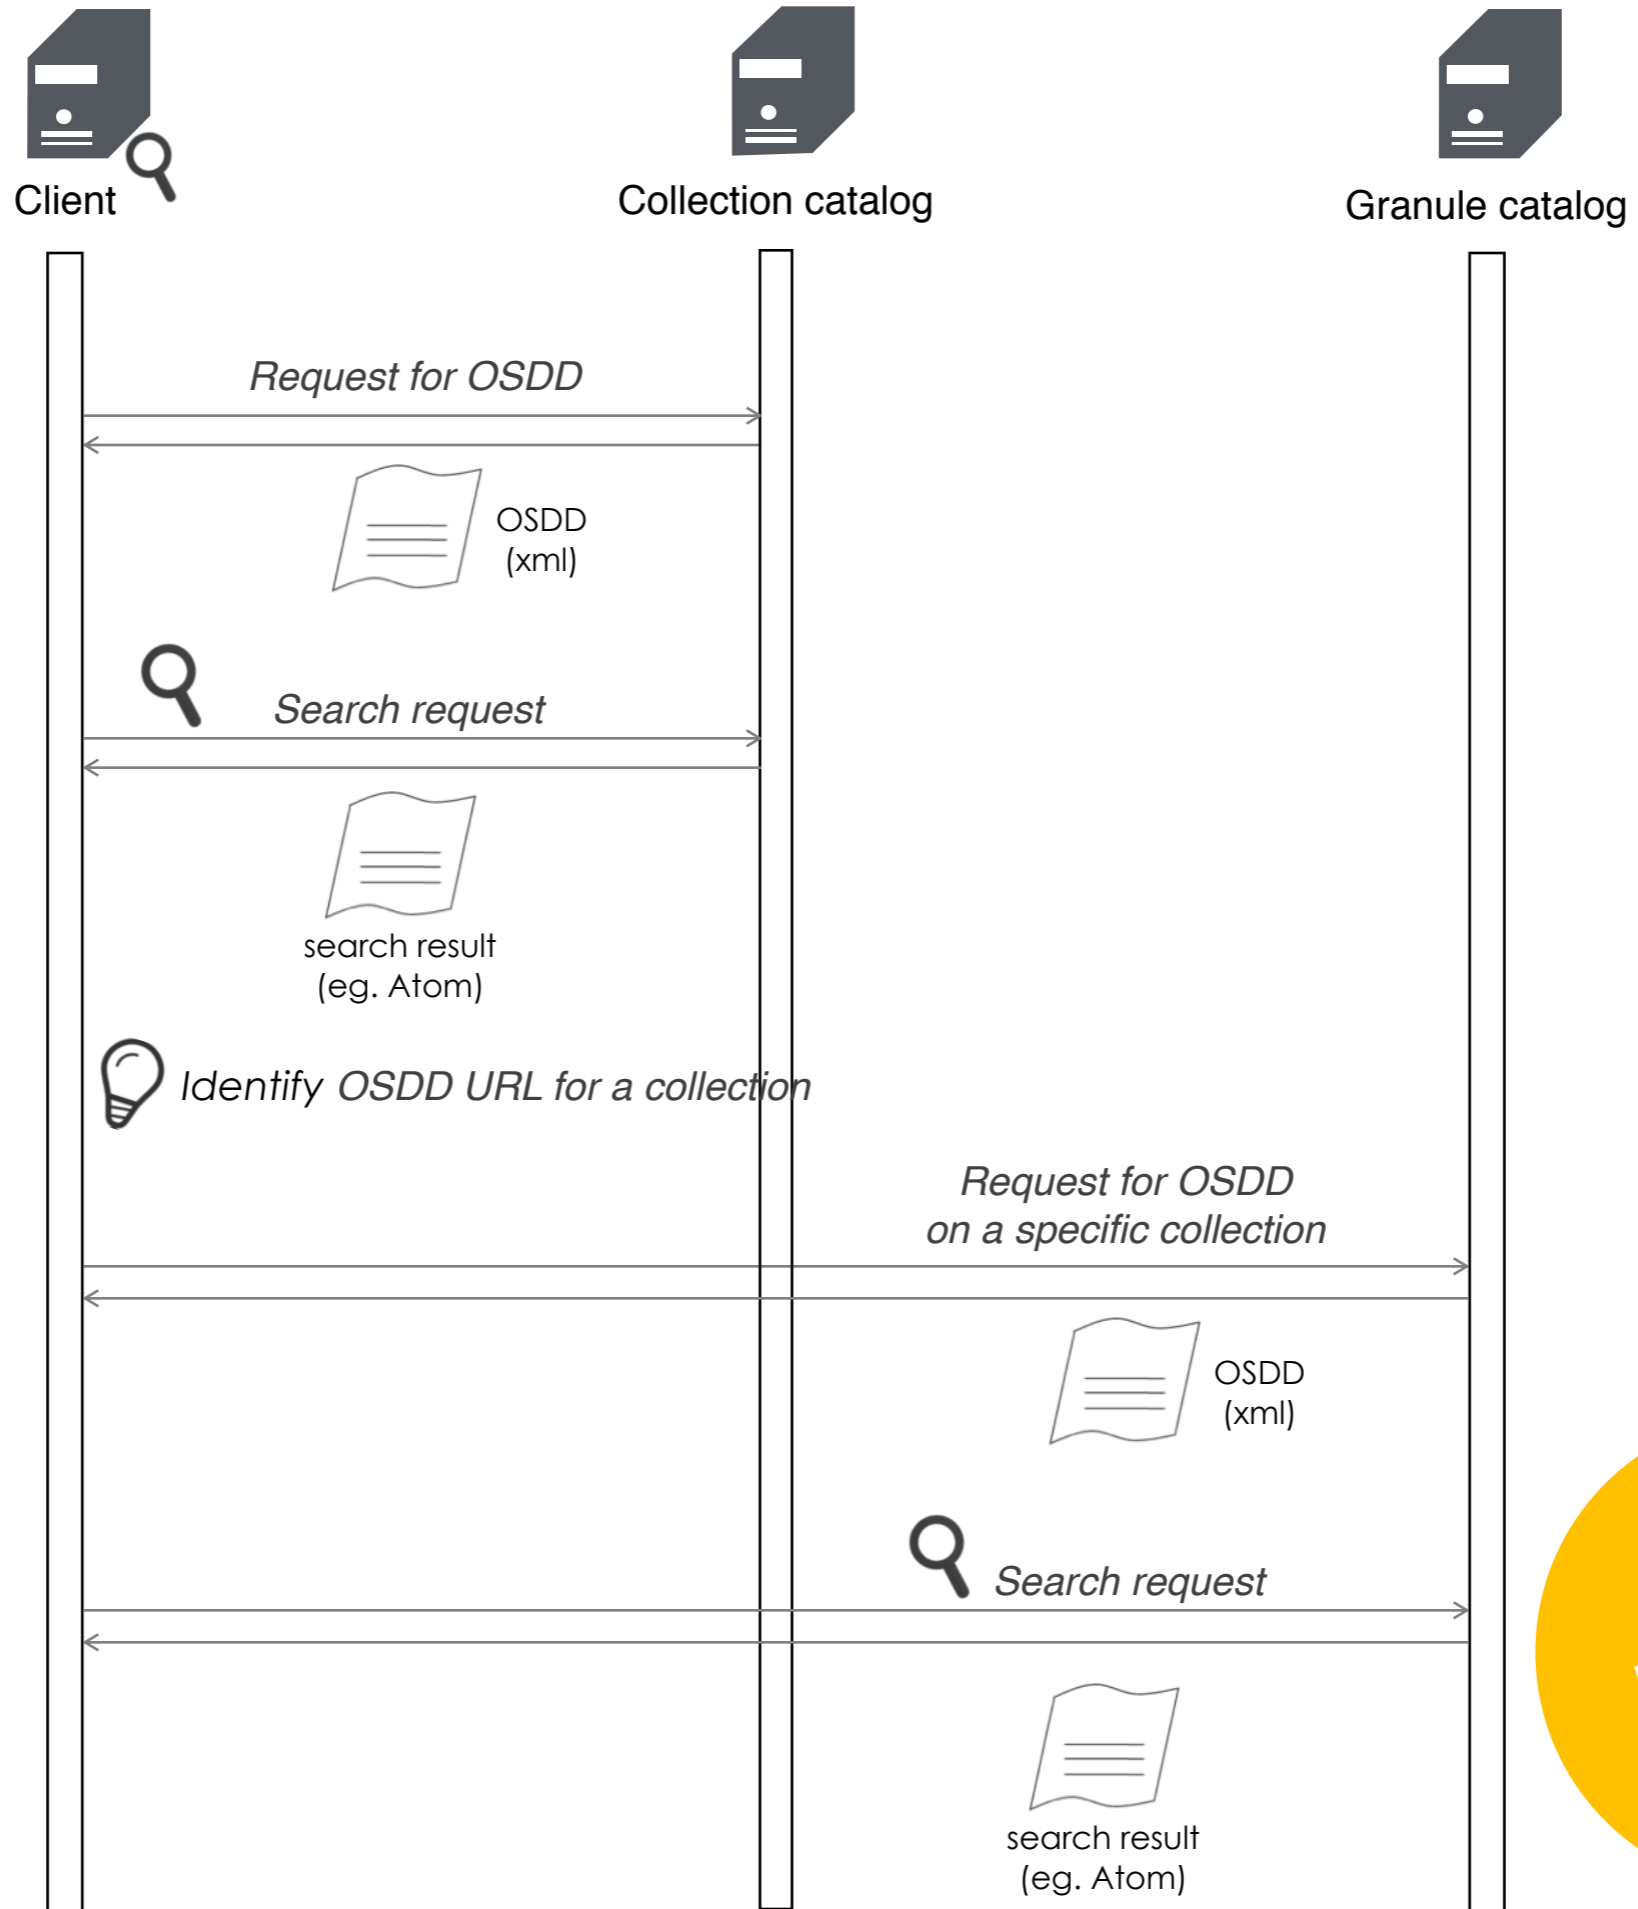 Client
Collection catalog
Granule catalog
Request for OSDD
OSDD
(xml)
Search request
search result
(eg. Atom)
Identify OSDD URL for a collection
Request for OSDD
on a specific collection
OSDD
(xml)
Search request
search result
(eg. Atom)